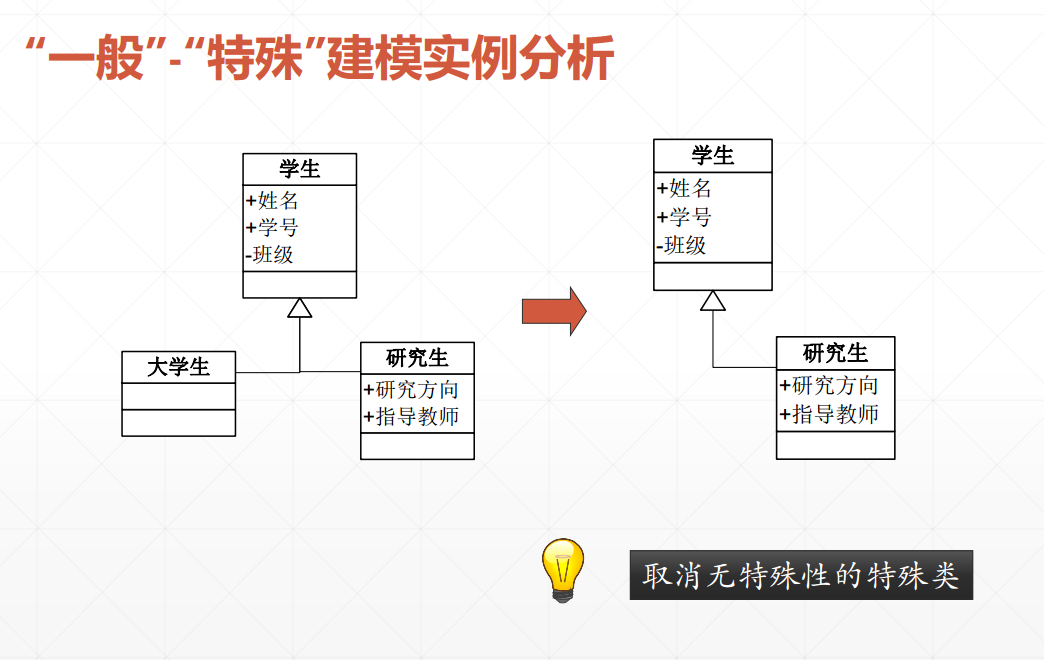 “一般”-“特殊”建模实例分析
学生
+姓名
+学号
-班级
大学生
研究生
+研究方向
+指导教师
学生
+姓名
+学号
-班级
研究生
+研究方向
+指导教师
取消无特殊性的特殊类